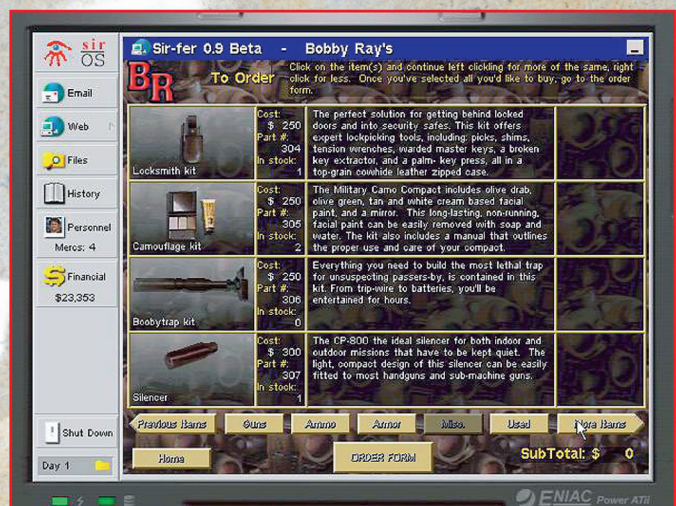 sir
OS
Email
Web
Files
History
Personnel
Mercs: 4
Financial
$23,353
Shut Down
Day 1
Sir-fer 0.9 Beta - Bobby Ray's
BR
To Order
Click on the item(s) and continue left clicking for more of the same, right
click for less. Once you've selected all you'd like to buy, go to the order
form.
Locksmith kit
Cost:
$ 250
Part #:
304
In stock:
1
The perfect solution for getting behind locked
doors and into security safes. This kit offers
expert lockpicking tools, including: picks, shims,
tension wrenches, warded master keys, a broken
key extractor, and a palm- key press, all in a
top-grain cowhide leather zipped case.
Camouflage kit
Cost:
$ 250
Part #:
305
In stock:
2
The Military Camo Compact includes olive drab,
olive green, tan and white cream based facial
paint, and a mirror. This long-lasting, non-running,
facial paint can be easily removed with soap and
water. The kit also includes a manual that outlines
the proper use and care of your compact.
Boobytrap kit
Cost:
$ 250
Part #:
306
In stock:
0
Everything you need to build the most lethal trap
for unsuspecting passers-by, is contained in this
kit. From trip-wire to batteries, you'll be
entertained for hours.
Silencer
Cost:
$ 300
Part #:
307
In stock:
1
The CP-800 the ideal silencer for both indoor and
outdoor missions that have to be kept quiet. The
light, compact design of this silencer can be easily
fitted to most handguns and sub-machine guns.
Previous Items
Guns
Ammo
Armor
Misc.
Used
More Items
Home
ORDER FORM
SubTotal: $ 0
ENIAC Power ATii